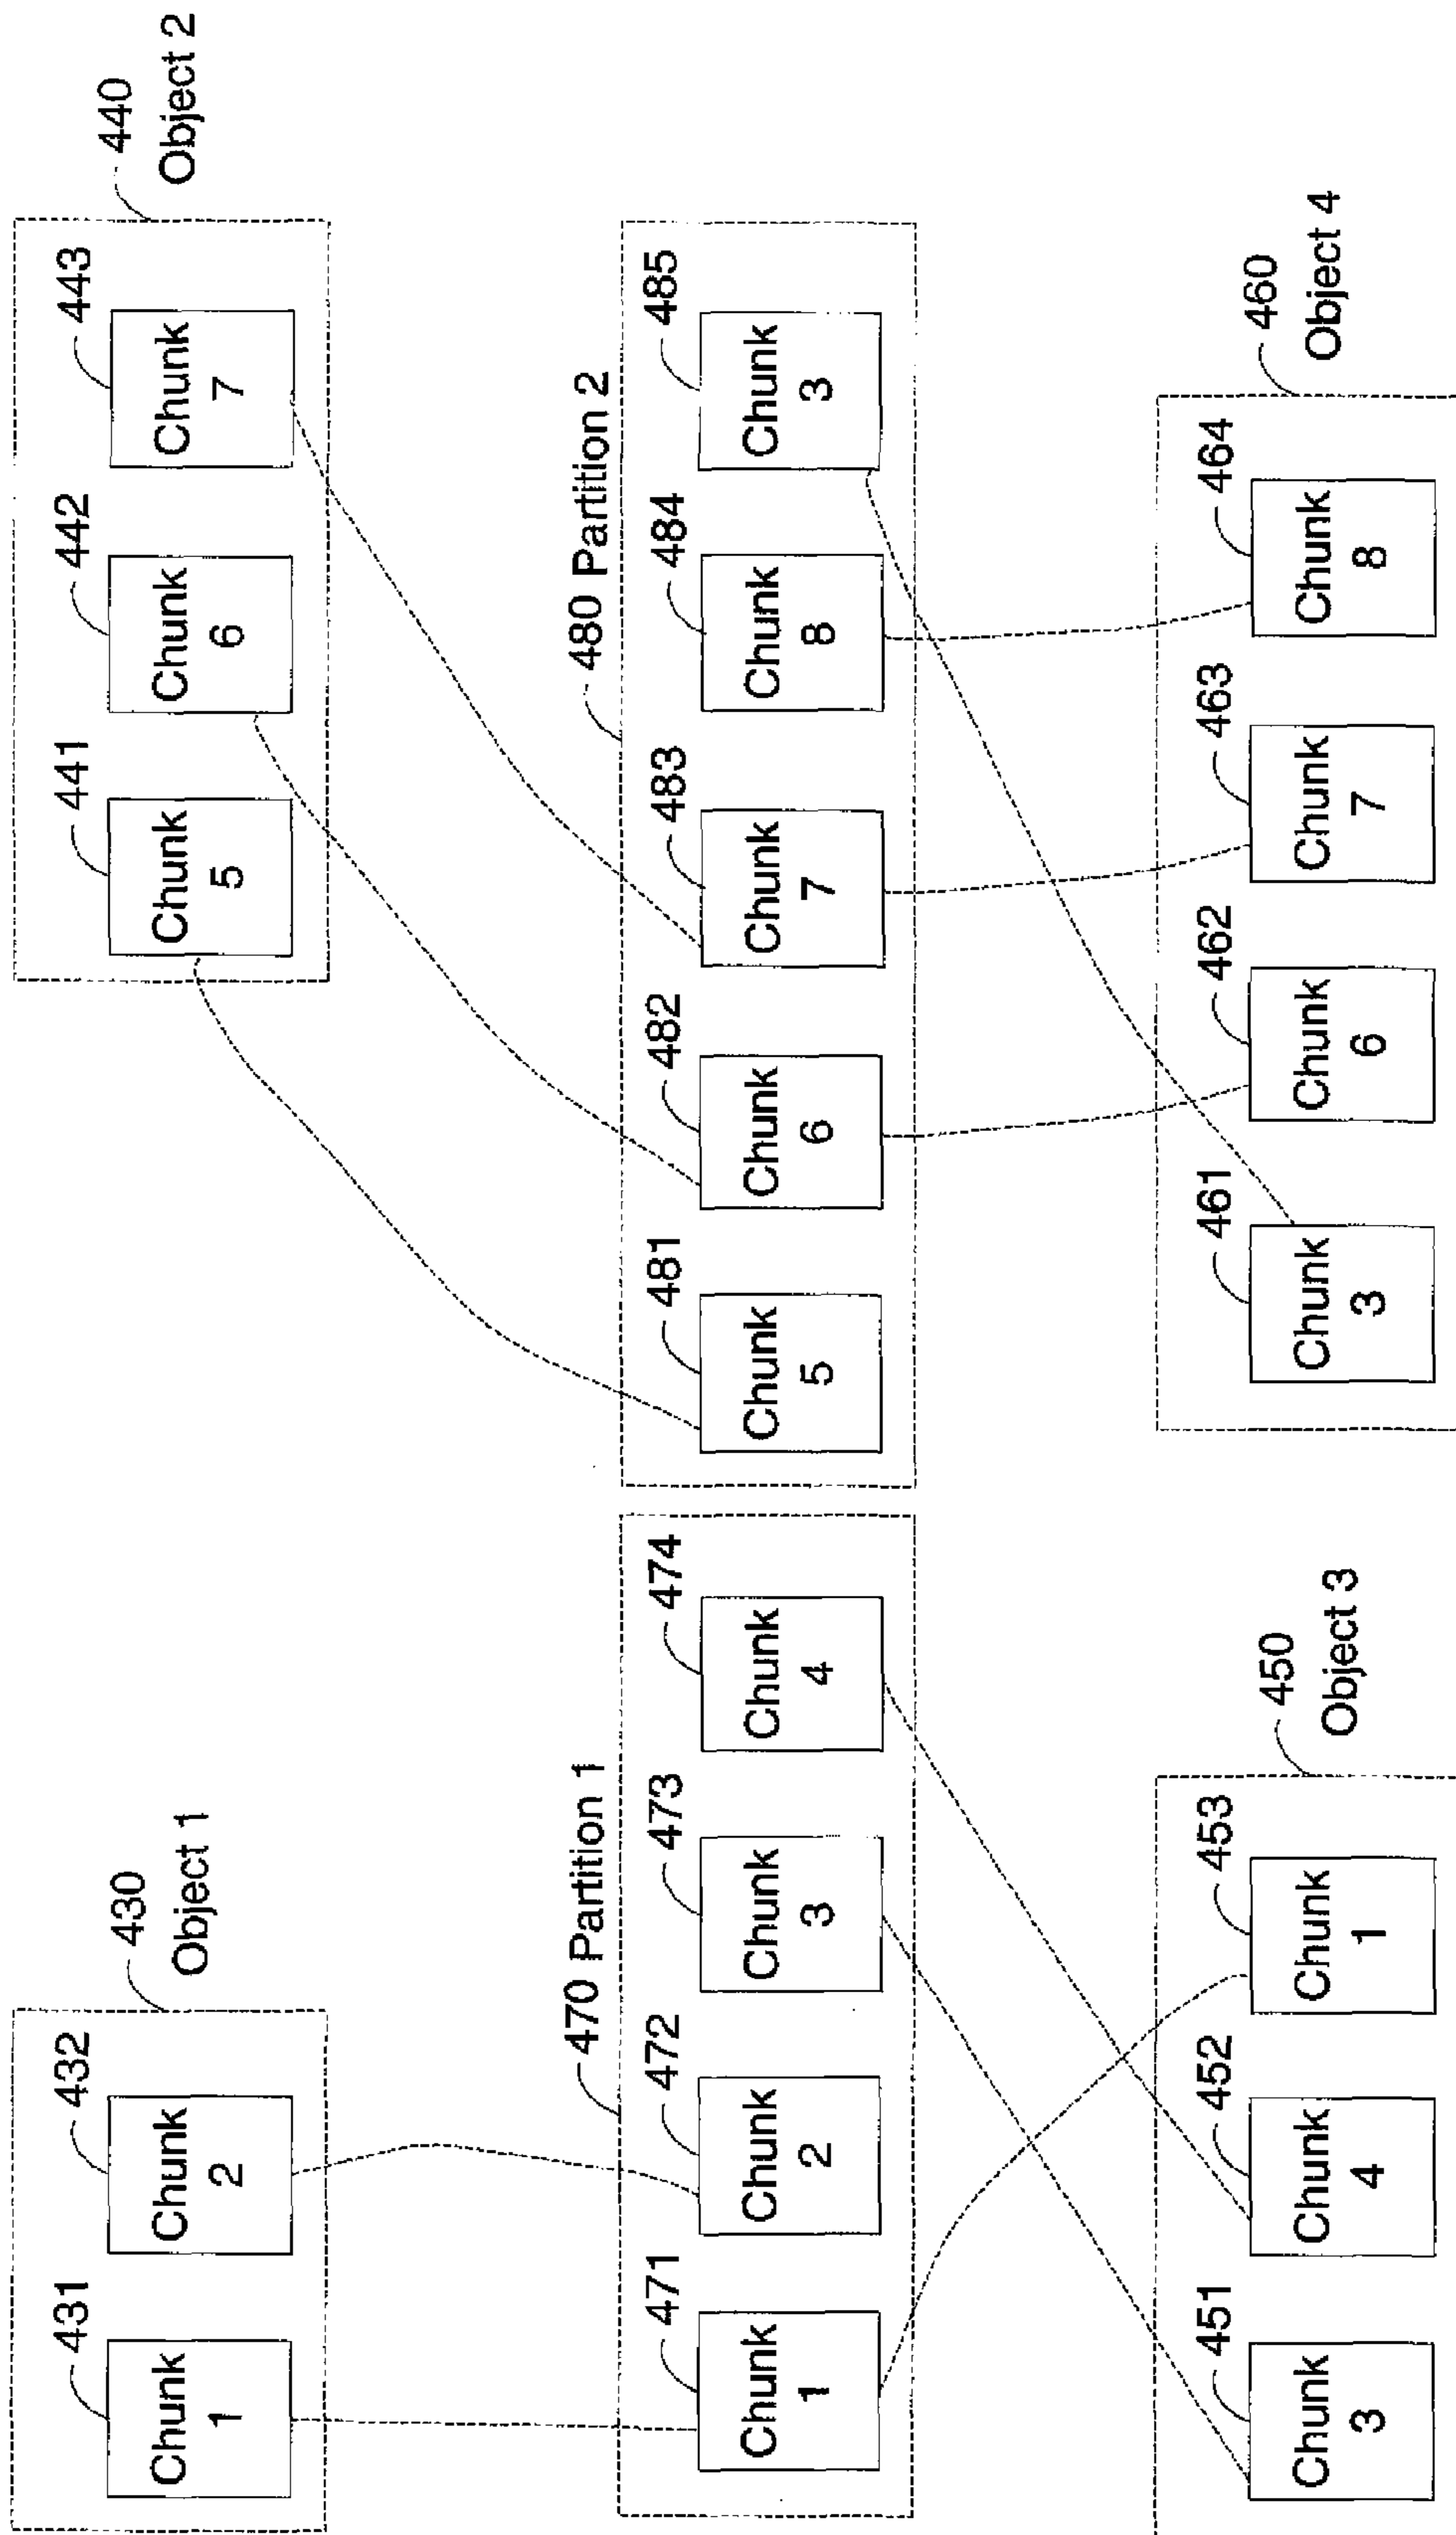 430
Object 1
431
432
Chunk
1
Chunk
2
440
Object 2
441
442
443
Chunk
5
Chunk
6
Chunk
7
470 Partition 1
471
472
473
474
Chunk
1
Chunk
2
Chunk
3
Chunk
4
480 Partition 2
481
482
483
484
485
Chunk
5
Chunk
6
Chunk
7
Chunk
8
Chunk
3
450
Object 3
451
452
453
Chunk
3
Chunk
4
Chunk
1
460
Object 4
461
462
463
464
Chunk
3
Chunk
6
Chunk
7
Chunk
8